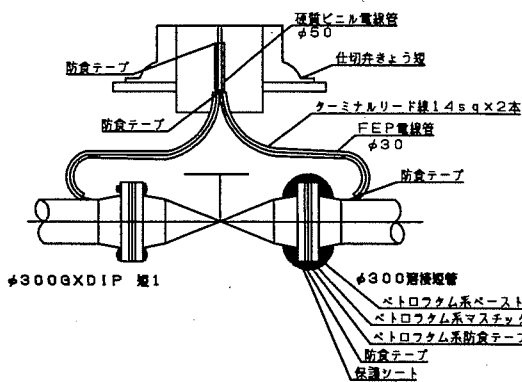 硬質ビニル電線管
φ50
防食テープ
仕切弁きょう短
防食テープ
ターミナルリード線14sq×2本
FEP電線管
φ30
防食テープ
φ300GXDIP 短1
φ300溶接短管
ペトロラタム系ペースト
ペトロラタム系マスチック
ペトロラタム系防食テープ
防食テープ
保護シート